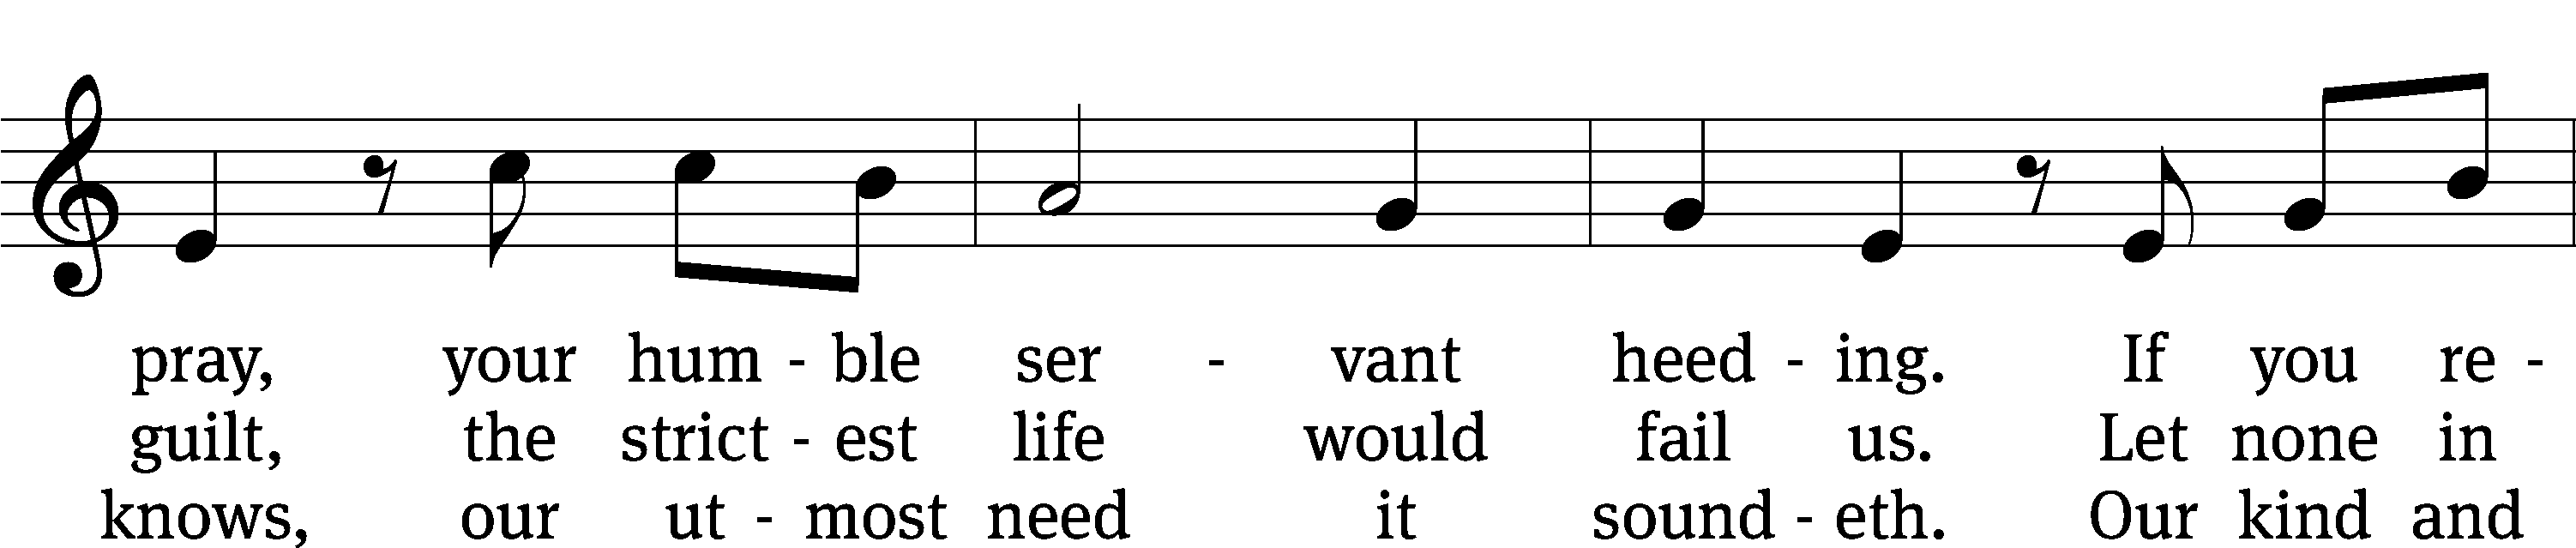 pray, your hum - ble ser - vant heed - ing. If you re -
guilt, the strict - est life would fail us. Let none in
knows, our ut - most need it sound - eth. Our kind and